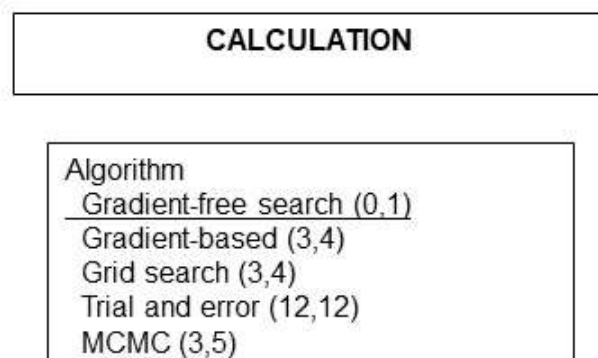 CALCULATION
Algorithm
Gradient-free search (0,1)
Gradient-based (3,4)
Grid search (3,4)
Trial and error (12,12)
MCMC (3,5)